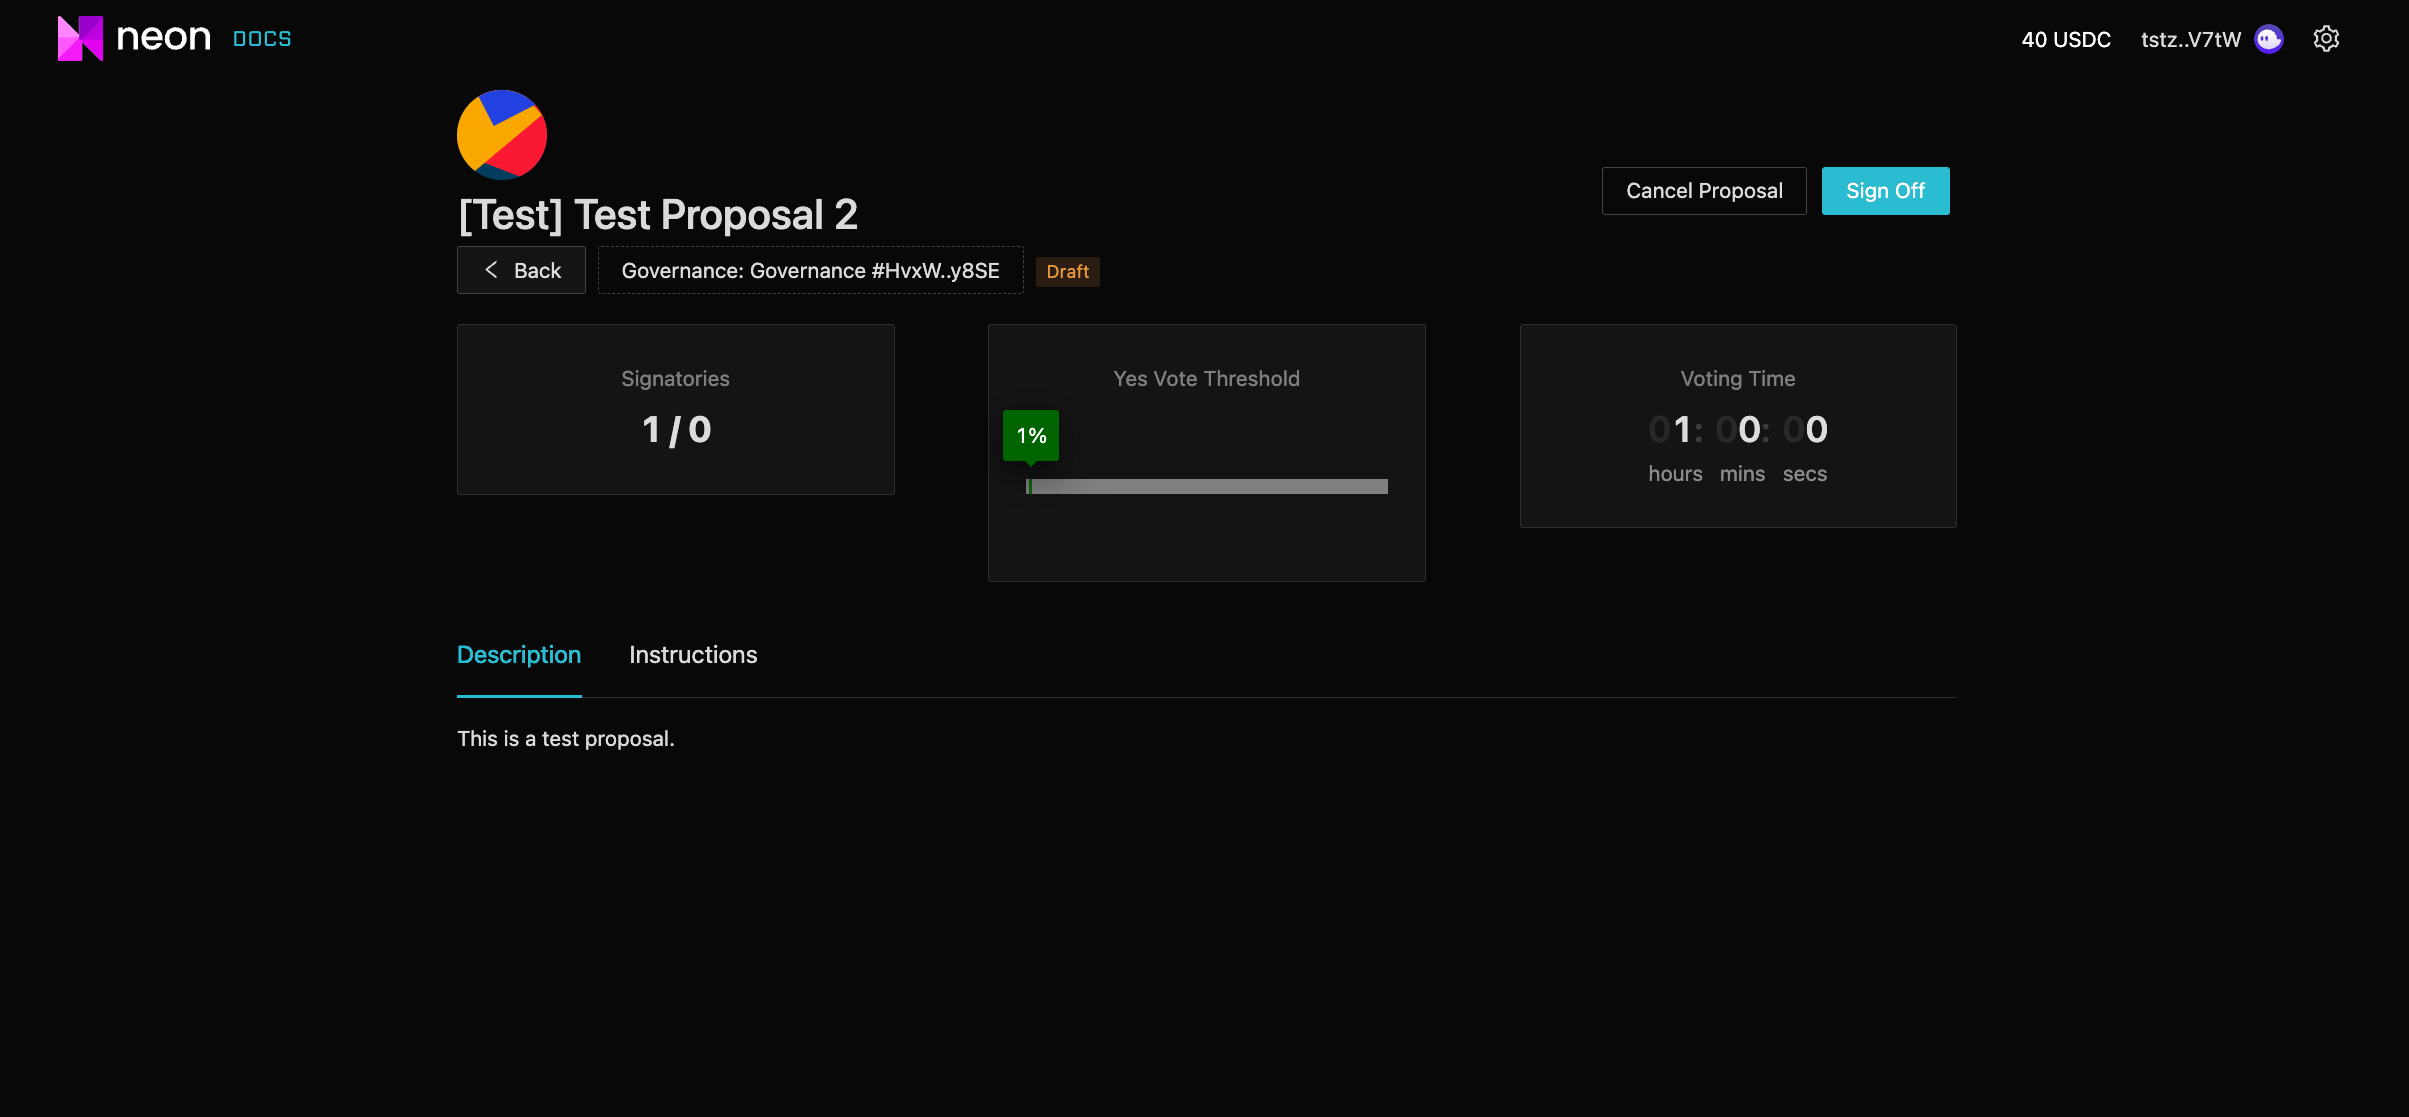 neon DOCS
40 USDC tstz..V7tW
[Test] Test Proposal 2
Cancel Proposal Sign Off
Back Governance: Governance #HvxW..y8SE Draft
Signatories
1 / 0
Yes Vote Threshold
1%
Voting Time
01: 00: 00
hours mins secs
Description Instructions
This is a test proposal.